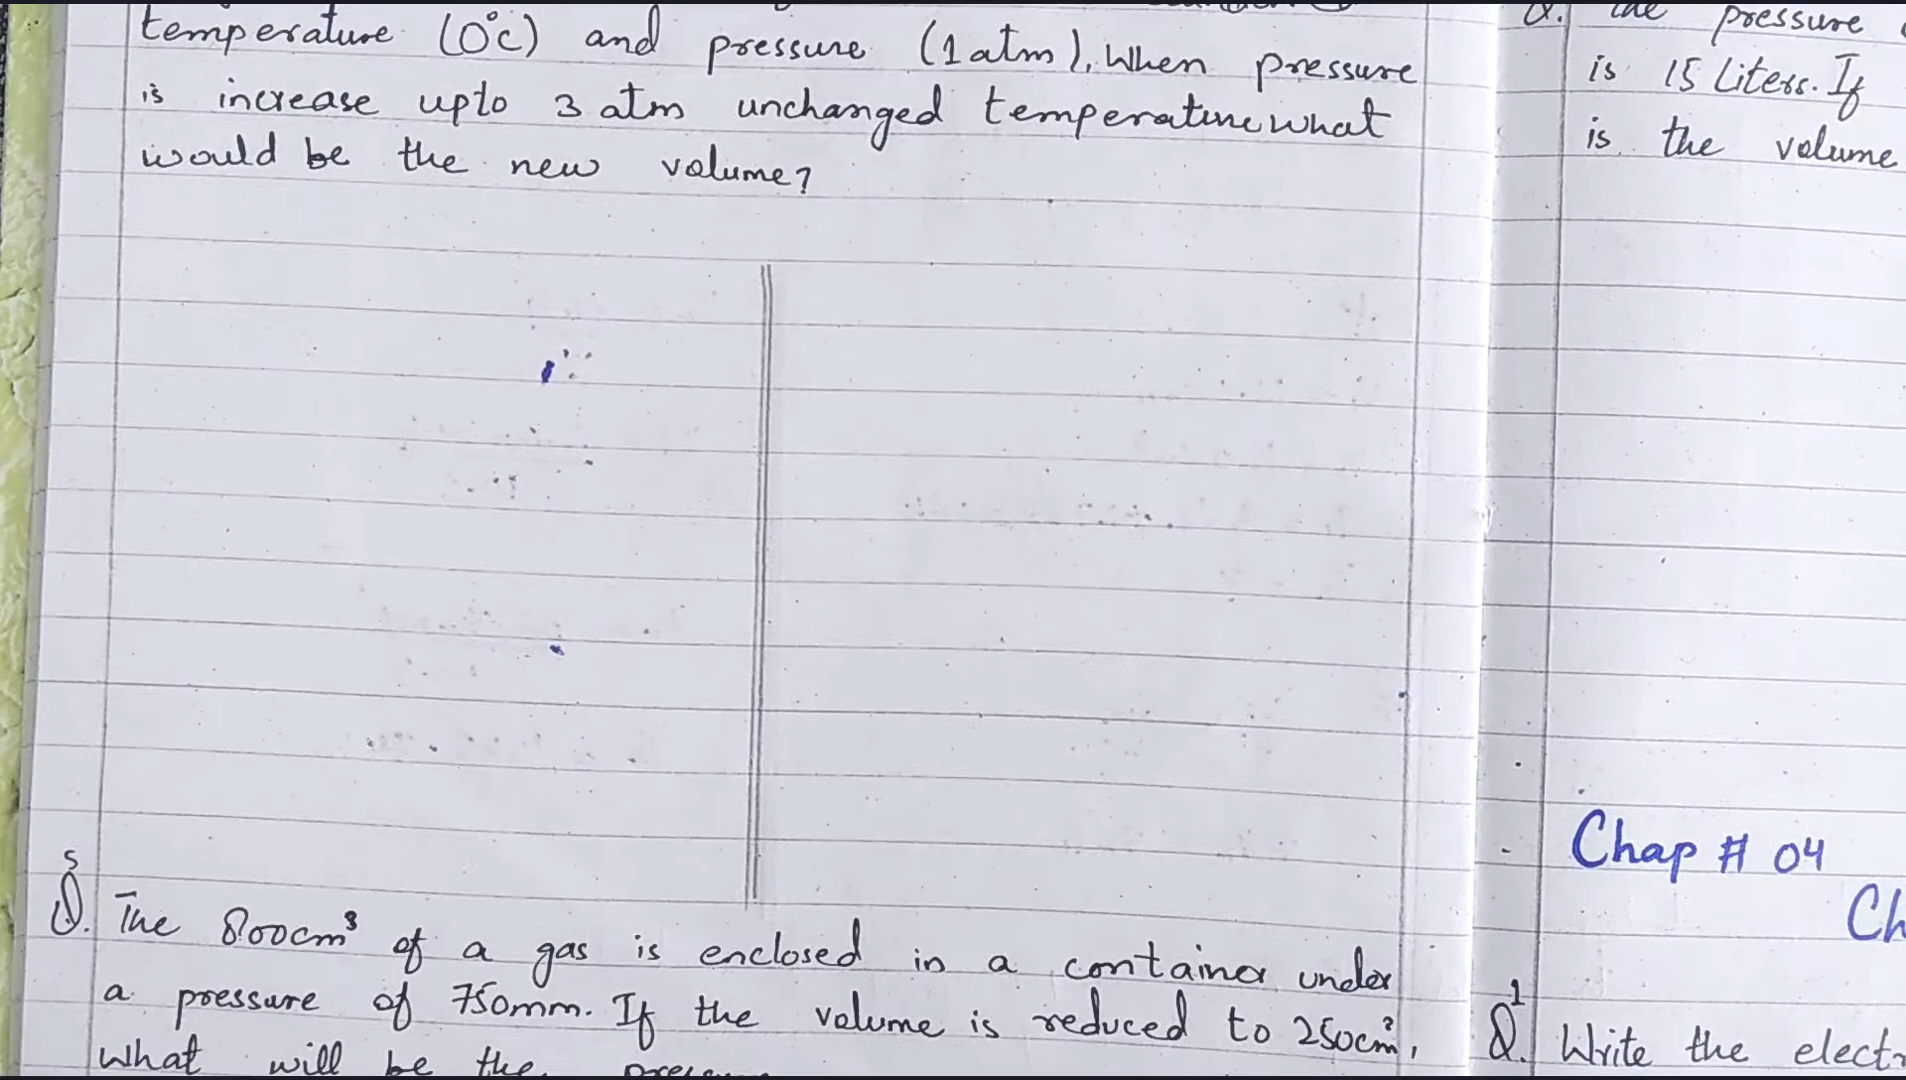 temperature (0°c) and pressure (1 atm). When pressure
is increase upto 3 atm unchanged temperature what
would be the new volume?
5
Q. The 800cm³ of a gas is enclosed in a container under
a pressure of 750mm. If the volume is reduced to 250cm³,
what will be the
Q. the pressure
is 15 Liters. If
is the volume
Chap # 04
Ch
1
Q. Write the elect